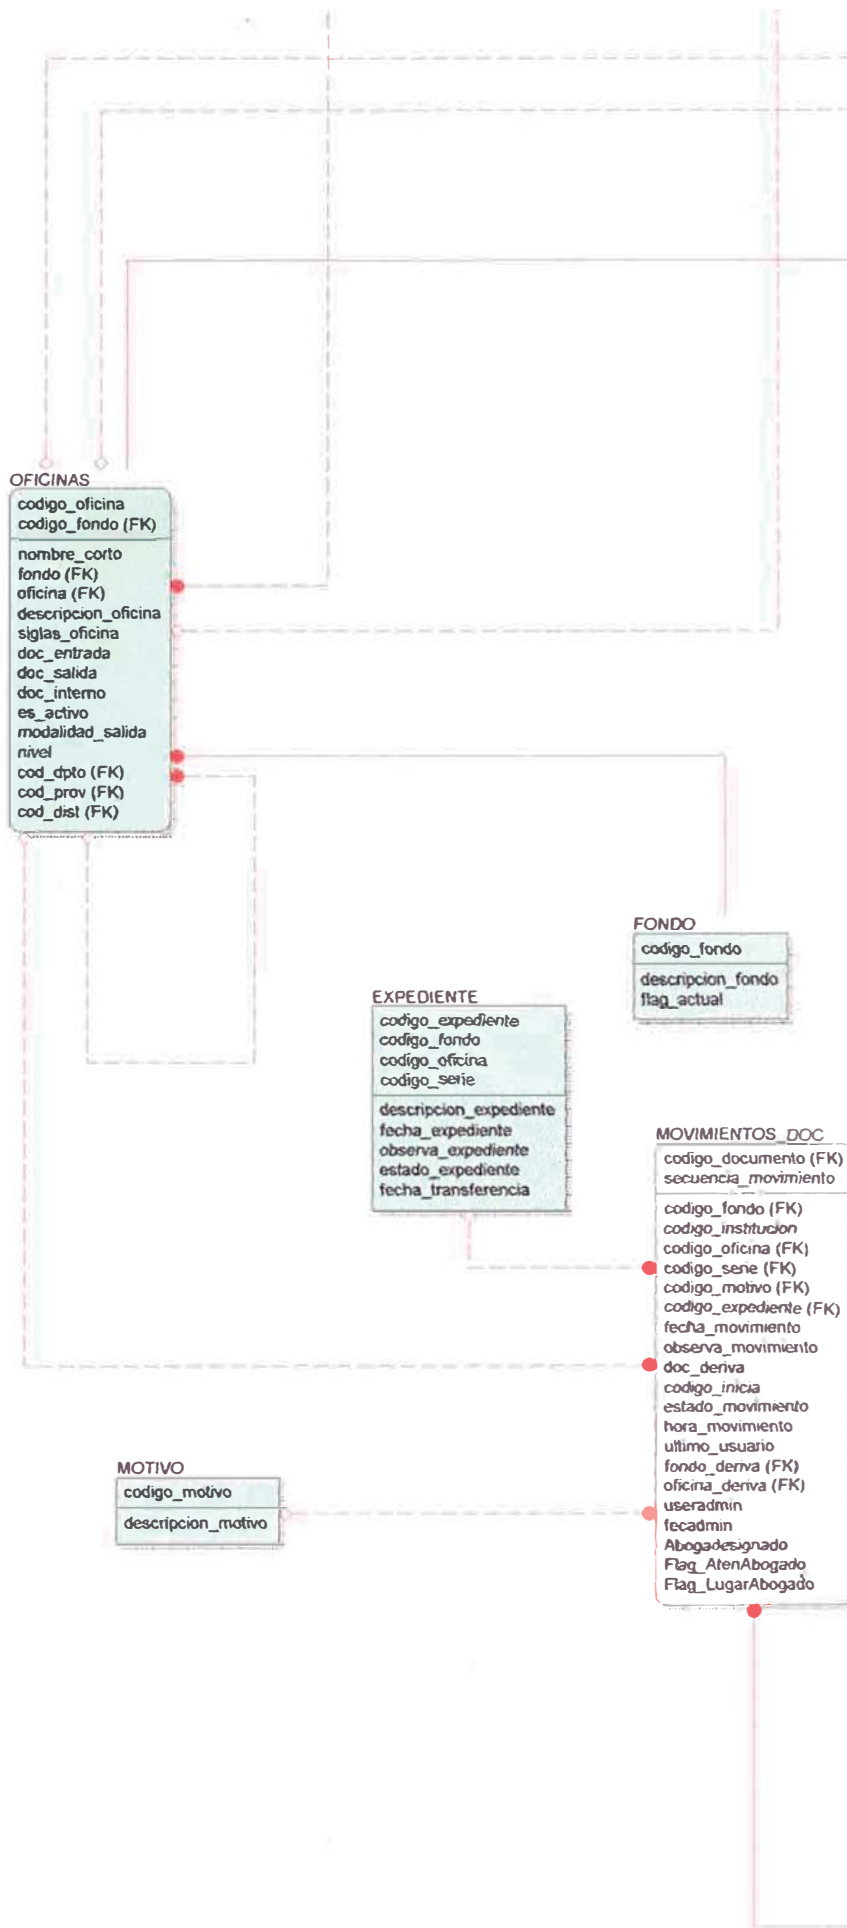 OFICINAS
codigo_oficina
codigo_fondo (FK)
nombre_corto
fondo (FK)
oficina (FK)
descripcion_oficina
siglas_oficina
doc_entrada
doc_salida
doc_interno
es_activo
modalidad_salida
nivel
cod_dpto (FK)
cod_prov (FK)
cod_dist (FK)
FONDO
codigo_fondo
descripcion_fondo
flag_actual
EXPEDIENTE
codigo_expediente
codigo_fondo
codigo_oficina
codigo_serie
descripcion_expediente
fecha_expediente
observa_expediente
estado_expediente
fecha_transferencia
MOVIMIENTOS_DOC
codigo_documento (FK)
secuencia_movimiento
codigo_fondo (FK)
codigo_institucion
codigo_oficina (FK)
codigo_serie (FK)
codigo_motivo (FK)
codigo_expediente (FK)
fecha_movimiento
observa_movimiento
doc_deriva
codigo_inicia
estado_movimiento
hora_movimiento
ultimo_usuario
fondo_deriva (FK)
oficina_deriva (FK)
useradmin
fecadmin
Abogadesignado
Flag_AtenAbogado
Flag_LugarAbogado
MOTIVO
codigo_motivo
descripcion_motivo